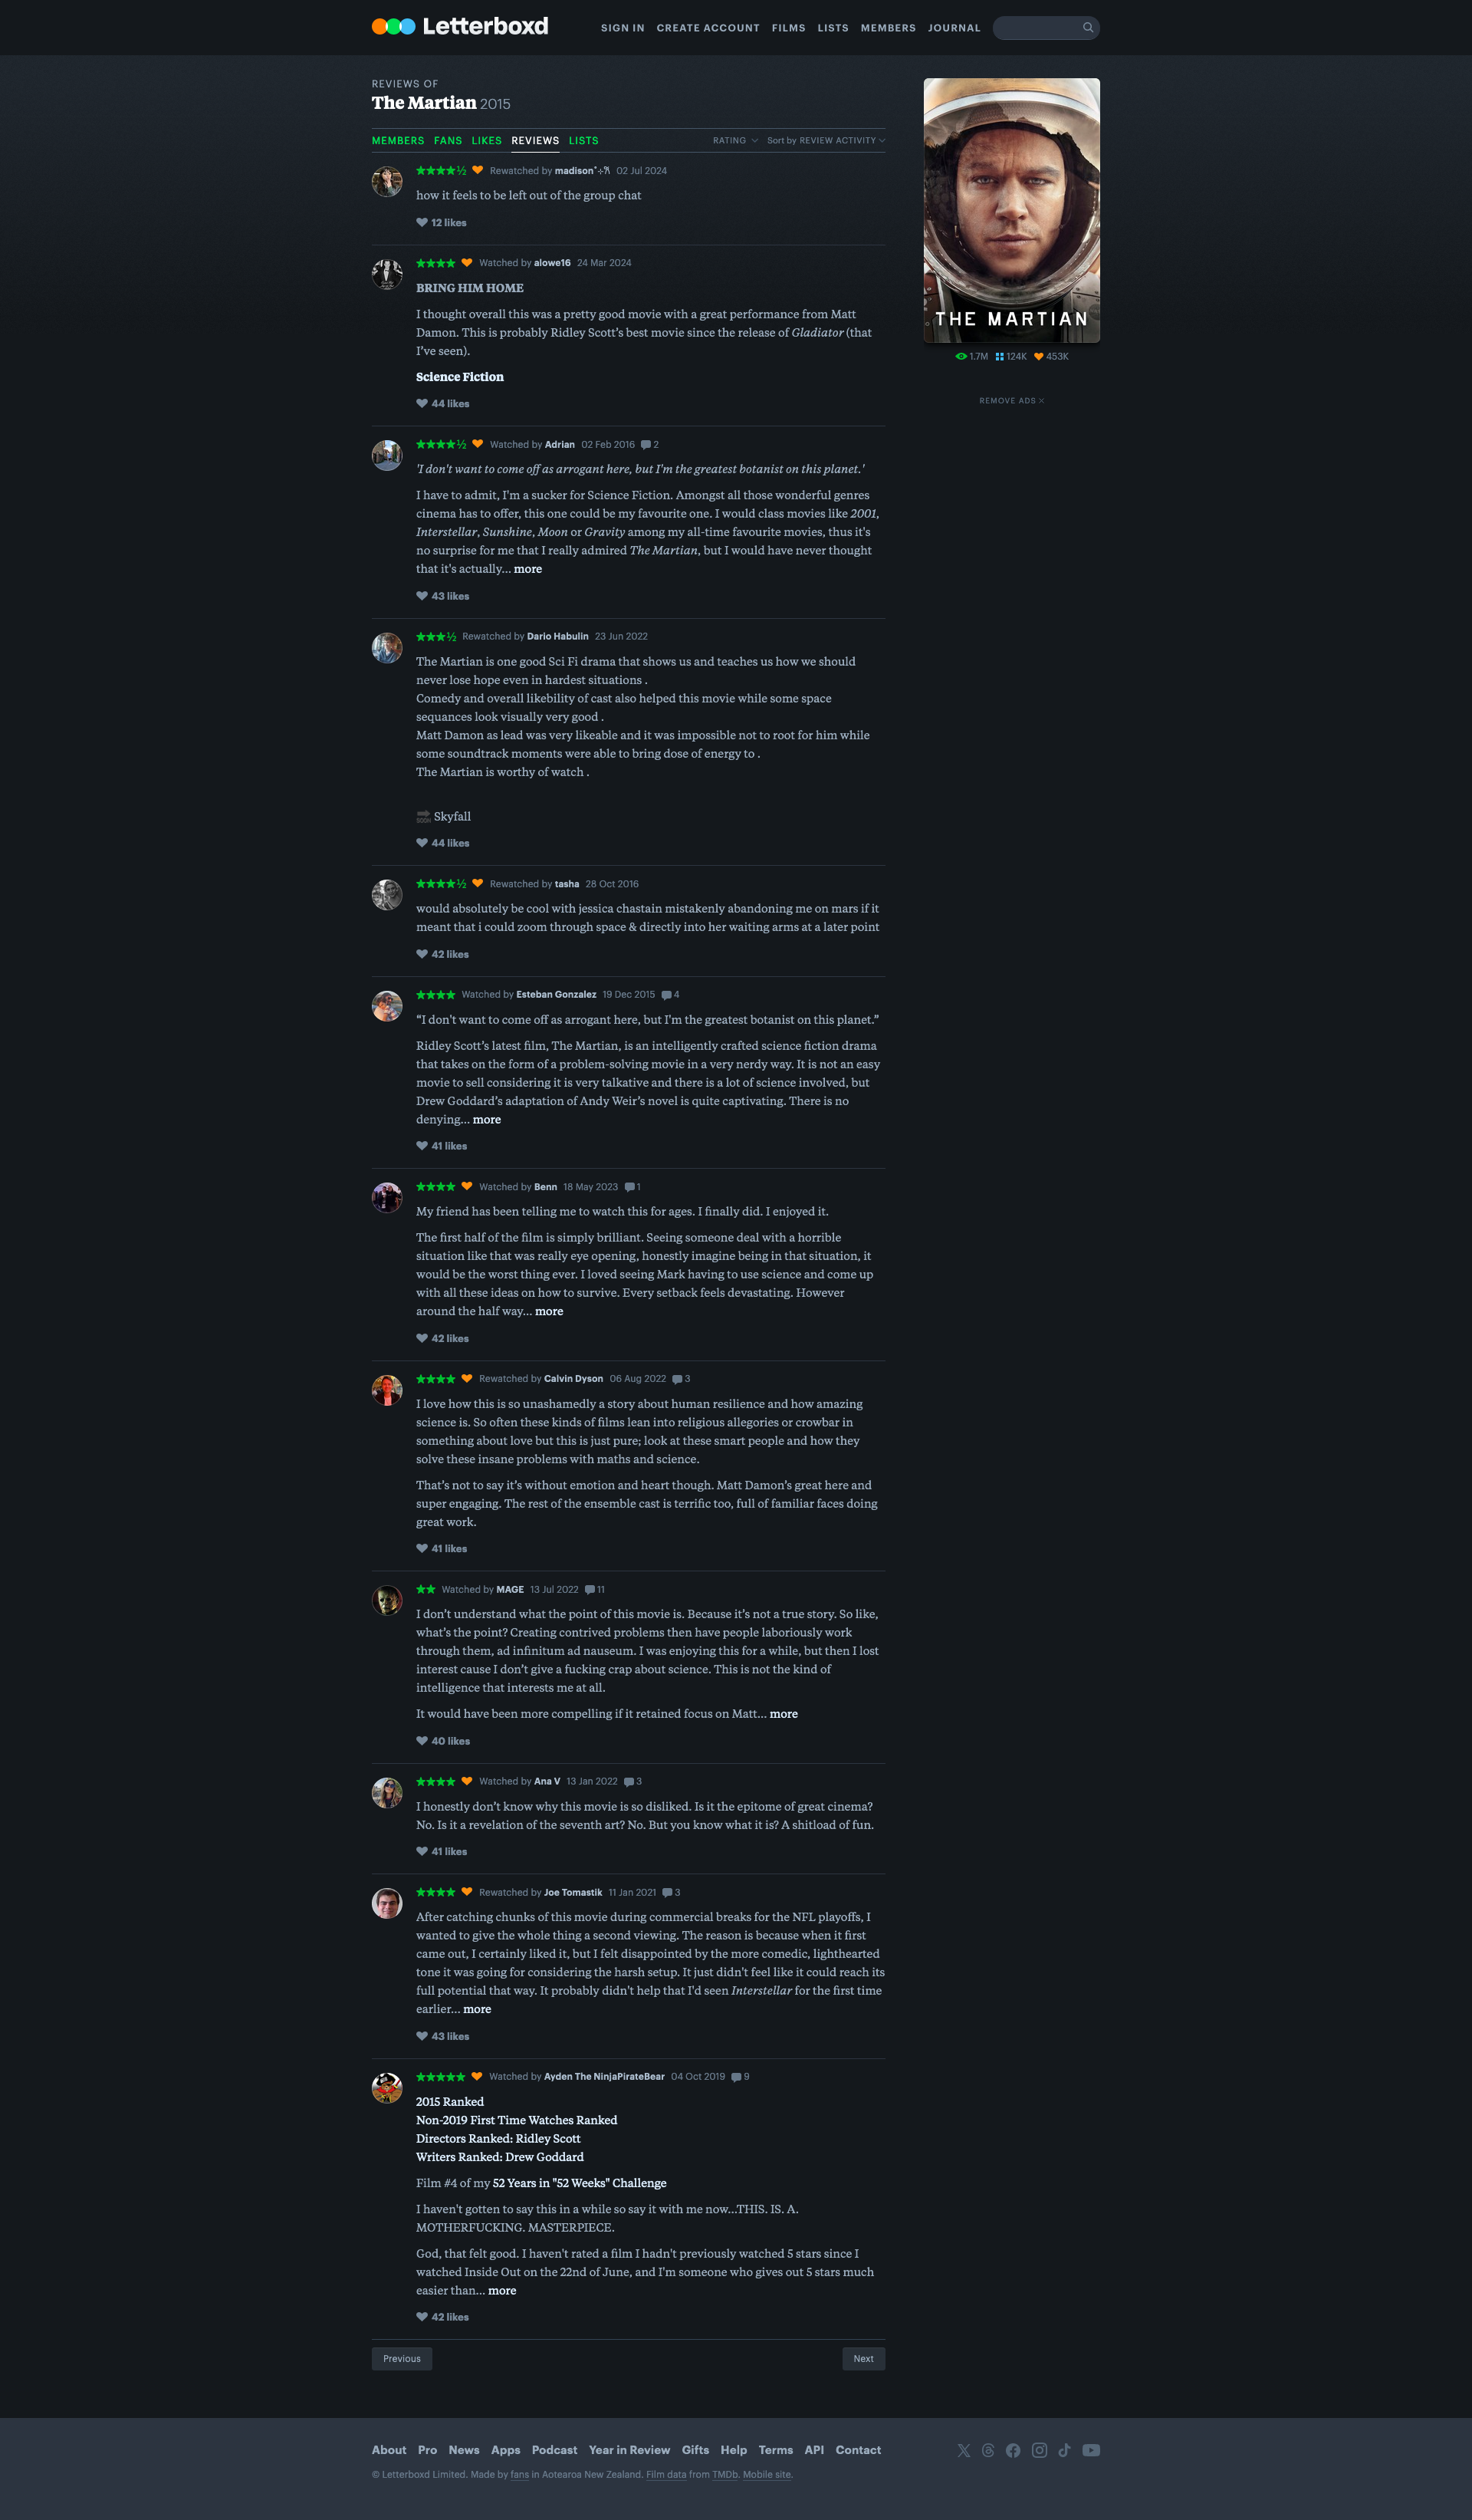 Letterboxd
SIGN IN CREATE ACCOUNT FILMS LISTS MEMBERS JOURNAL
REVIEWS OF
The Martian 2015
MEMBERS FANS LIKES REVIEWS LISTS RATING Sort by REVIEW ACTIVITY
★★★★½ Rewatched by madison 02 Jul 2024
how it feels to be left out of the group chat
12 likes
★★★★ Watched by alowe16 24 Mar 2024
BRING HIM HOME
I thought overall this was a pretty good movie with a great performance from Matt
Damon. This is probably Ridley Scott’s best movie since the release of Gladiator (that
I’ve seen).
Science Fiction
44 likes
★★★★½ Watched by Adrian 02 Feb 2016 2
'I don't want to come off as arrogant here, but I'm the greatest botanist on this planet.'
I have to admit, I'm a sucker for Science Fiction. Amongst all those wonderful genres
cinema has to offer, this one could be my favourite one. I would class movies like 2001,
Interstellar, Sunshine, Moon or Gravity among my all-time favourite movies, thus it's
no surprise for me that I really admired The Martian, but I would have never thought
that it's actually... more
43 likes
★★★½ Rewatched by Dario Habulin 23 Jun 2022
The Martian is one good Sci Fi drama that shows us and teaches us how we should
never lose hope even in hardest situations .
Comedy and overall likebility of cast also helped this movie while some space
sequances look visually very good .
Matt Damon as lead was very likeable and it was impossible not to root for him while
some soundtrack moments were able to bring dose of energy to .
The Martian is worthy of watch .
SOON Skyfall
44 likes
★★★★½ Rewatched by tasha 28 Oct 2016
would absolutely be cool with jessica chastain mistakenly abandoning me on mars if it
meant that i could zoom through space & directly into her waiting arms at a later point
42 likes
★★★★ Watched by Esteban Gonzalez 19 Dec 2015 4
“I don't want to come off as arrogant here, but I'm the greatest botanist on this planet.”
Ridley Scott’s latest film, The Martian, is an intelligently crafted science fiction drama
that takes on the form of a problem-solving movie in a very nerdy way. It is not an easy
movie to sell considering it is very talkative and there is a lot of science involved, but
Drew Goddard’s adaptation of Andy Weir’s novel is quite captivating. There is no
denying... more
41 likes
★★★★ Watched by Benn 18 May 2023 1
My friend has been telling me to watch this for ages. I finally did. I enjoyed it.
The first half of the film is simply brilliant. Seeing someone deal with a horrible
situation like that was really eye opening, honestly imagine being in that situation, it
would be the worst thing ever. I loved seeing Mark having to use science and come up
with all these ideas on how to survive. Every setback feels devastating. However
around the half way... more
42 likes
★★★★ Rewatched by Calvin Dyson 06 Aug 2022 3
I love how this is so unashamedly a story about human resilience and how amazing
science is. So often these kinds of films lean into religious allegories or crowbar in
something about love but this is just pure; look at these smart people and how they
solve these insane problems with maths and science.
That’s not to say it’s without emotion and heart though. Matt Damon’s great here and
super engaging. The rest of the ensemble cast is terrific too, full of familiar faces doing
great work.
41 likes
★★ Watched by MAGE 13 Jul 2022 11
I don’t understand what the point of this movie is. Because it’s not a true story. So like,
what’s the point? Creating contrived problems then have people laboriously work
through them, ad infinitum ad nauseum. I was enjoying this for a while, but then I lost
interest cause I don’t give a fucking crap about science. This is not the kind of
intelligence that interests me at all.
It would have been more compelling if it retained focus on Matt... more
40 likes
★★★★ Watched by Ana V 13 Jan 2022 3
I honestly don’t know why this movie is so disliked. Is it the epitome of great cinema?
No. Is it a revelation of the seventh art? No. But you know what it is? A shitload of fun.
41 likes
★★★★ Rewatched by Joe Tomastik 11 Jan 2021 3
After catching chunks of this movie during commercial breaks for the NFL playoffs, I
wanted to give the whole thing a second viewing. The reason is because when it first
came out, I certainly liked it, but I felt disappointed by the more comedic, lighthearted
tone it was going for considering the harsh setup. It just didn't feel like it could reach its
full potential that way. It probably didn't help that I'd seen Interstellar for the first time
earlier... more
43 likes
★★★★★ Watched by Ayden The NinjaPirateBear 04 Oct 2019 9
2015 Ranked
Non-2019 First Time Watches Ranked
Directors Ranked: Ridley Scott
Writers Ranked: Drew Goddard
Film #4 of my 52 Years in "52 Weeks" Challenge
I haven't gotten to say this in a while so say it with me now...THIS. IS. A.
MOTHERFUCKING. MASTERPIECE.
God, that felt good. I haven't rated a film I hadn't previously watched 5 stars since I
watched Inside Out on the 22nd of June, and I'm someone who gives out 5 stars much
easier than... more
42 likes
Previous Next
THE MARTIAN
1.7M 124K 453K
REMOVE ADS
About Pro News Apps Podcast Year in Review Gifts Help Terms API Contact
© Letterboxd Limited. Made by fans in Aotearoa New Zealand. Film data from TMDb. Mobile site.